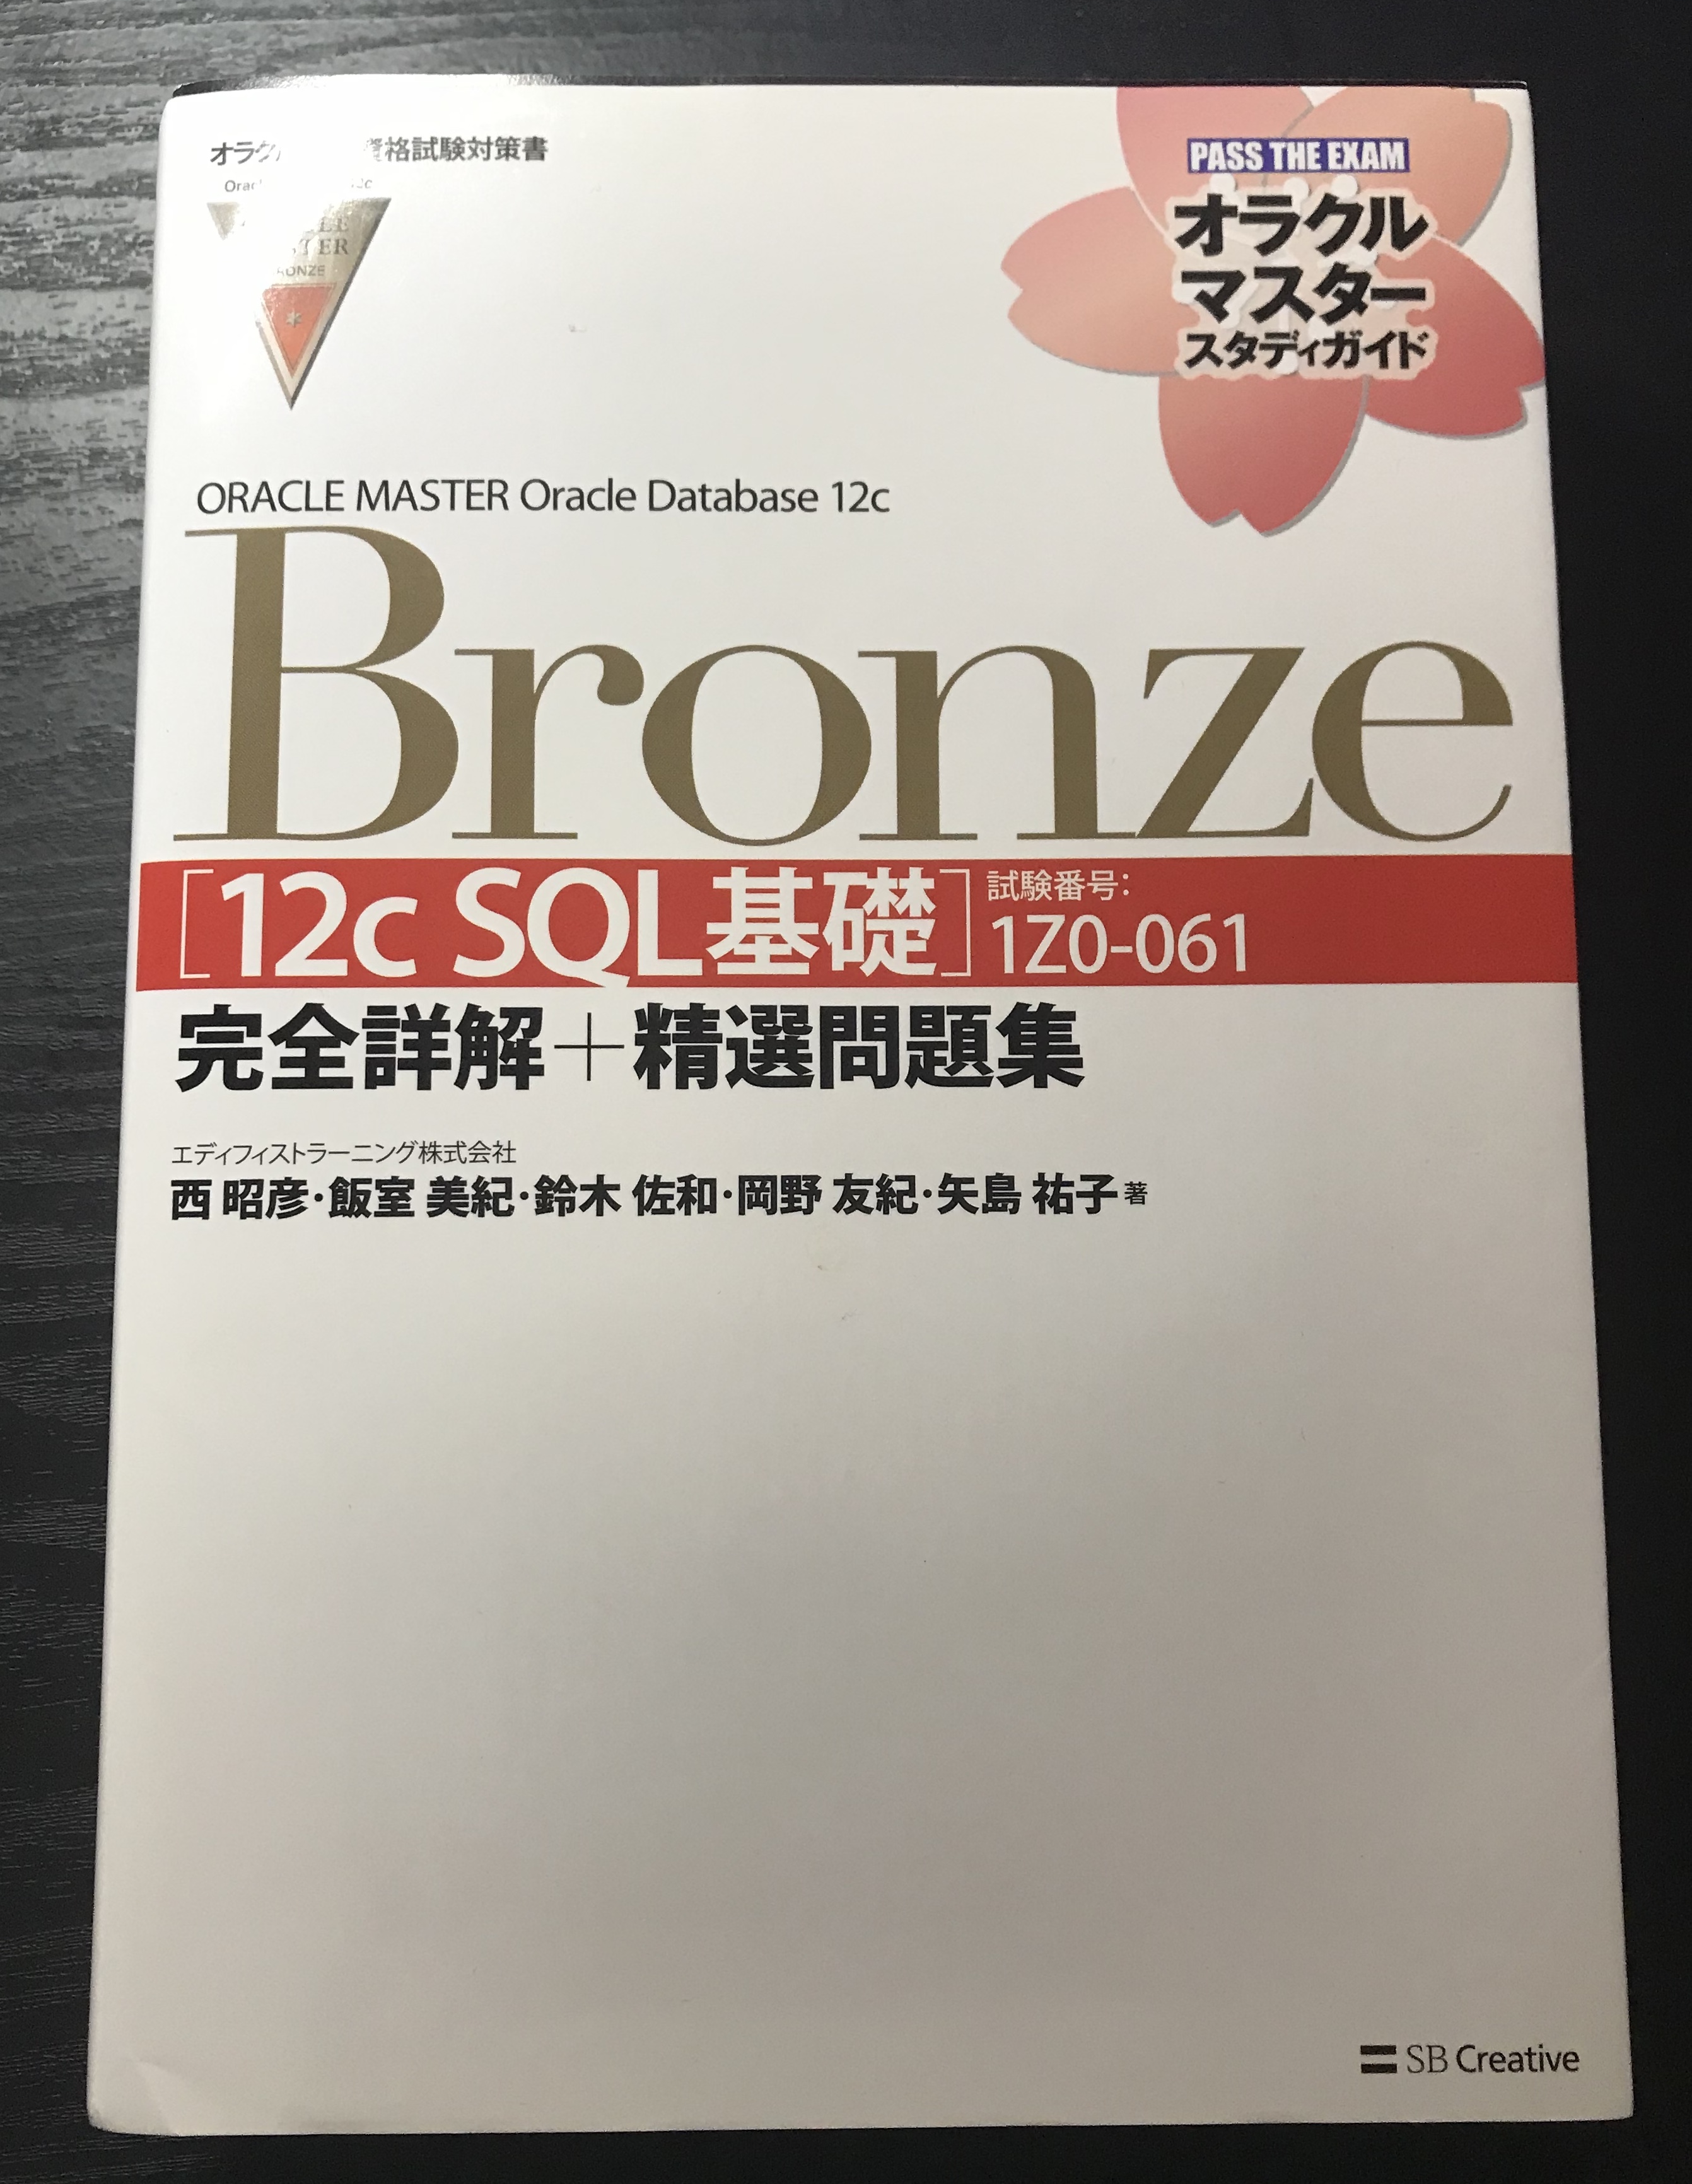 資格試験対策書
PASS THE EXAM
オラクル
マスター
スタディガイド
ORACLE MASTER Oracle Database 12c
Bronze
[12c SQL基礎] 試験番号：
1Z0-061
完全詳解＋精選問題集
エディフィストラーニング株式会社
西 昭彦・飯室 美紀・鈴木 佐和・岡野 友紀・矢島 祐子 著
SB Creative